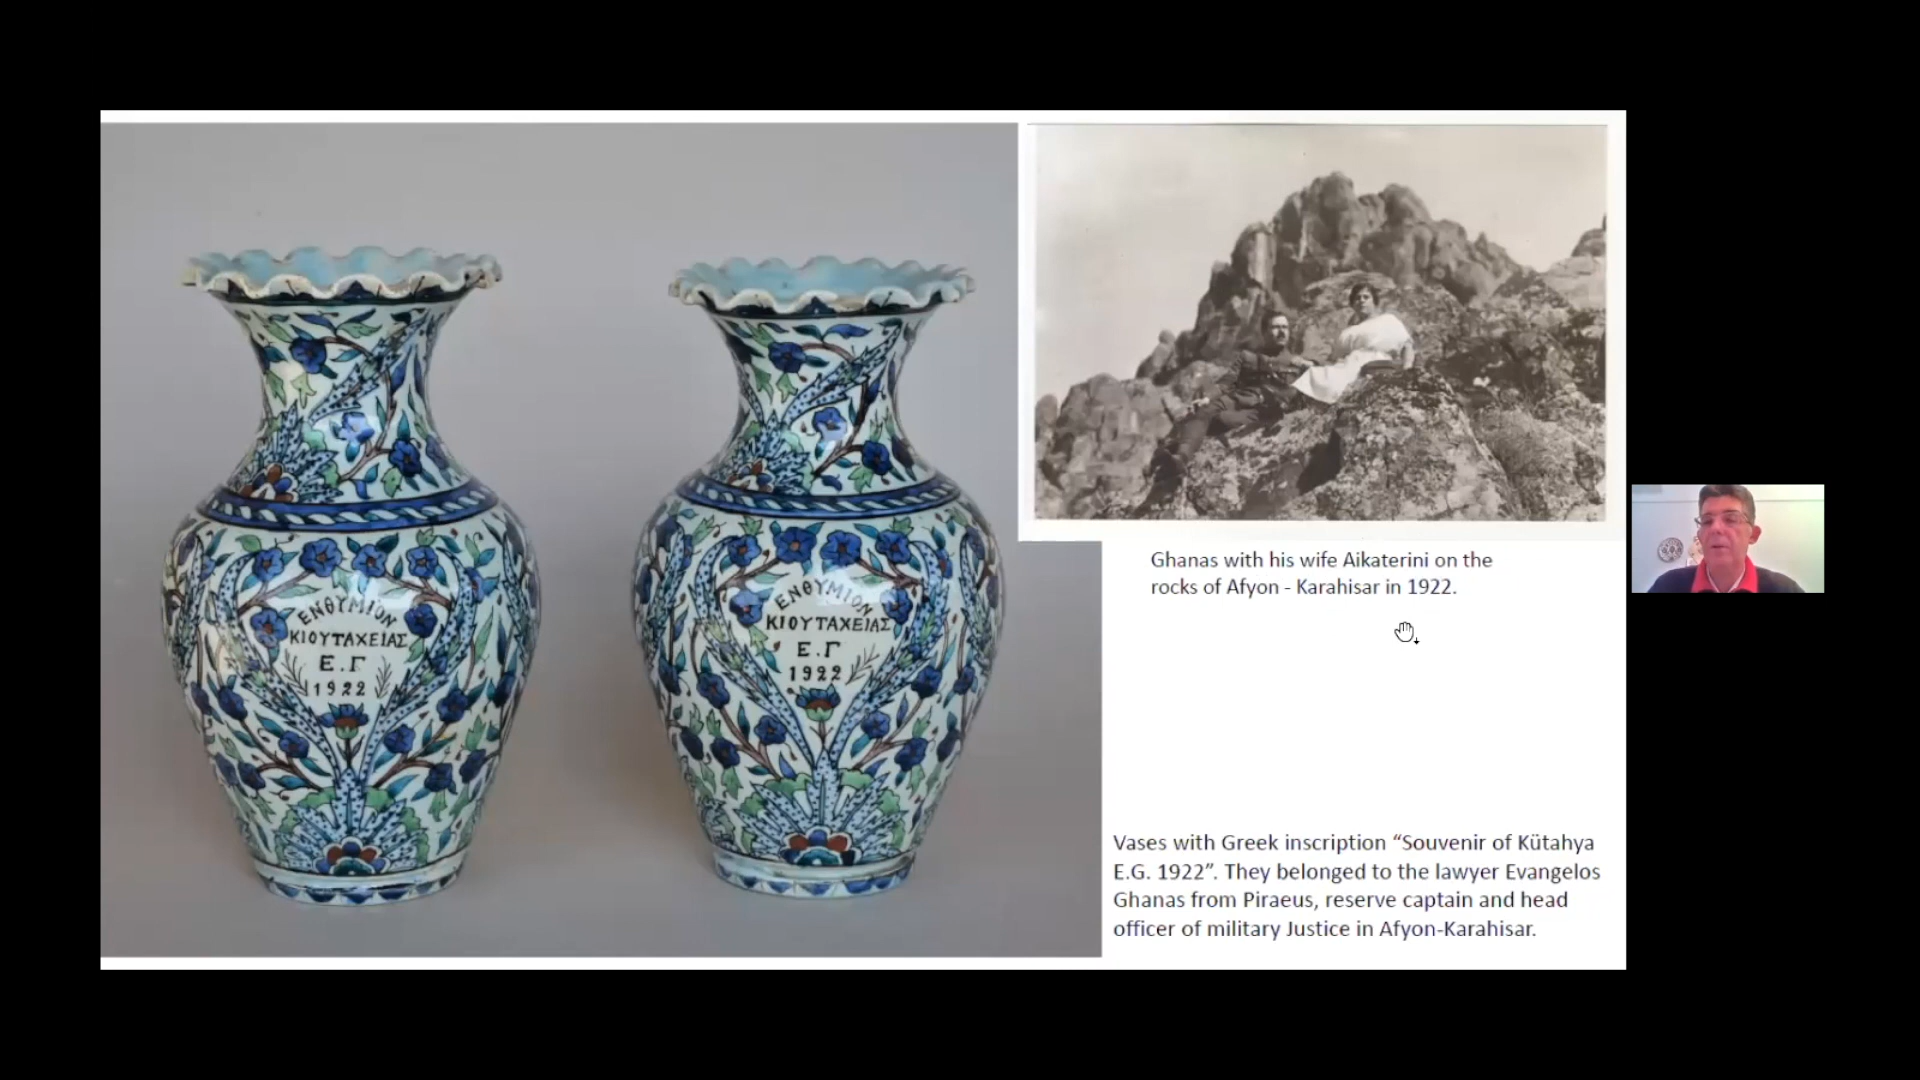 ΕΝΘΥΜΙΟΝ
ΚΙΟΥΤΑΧΕΙΑΣ
Ε.Γ
1922
ΕΝΘΥΜΙΟΝ
ΚΙΟΥΤΑΧΕΙΑΣ
Ε.Γ
1922
Ghanas with his wife Aikaterini on the
rocks of Afyon - Karahisar in 1922.
Vases with Greek inscription “Souvenir of Kütahya
E.G. 1922”. They belonged to the lawyer Evangelos
Ghanas from Piraeus, reserve captain and head
officer of military Justice in Afyon-Karahisar.